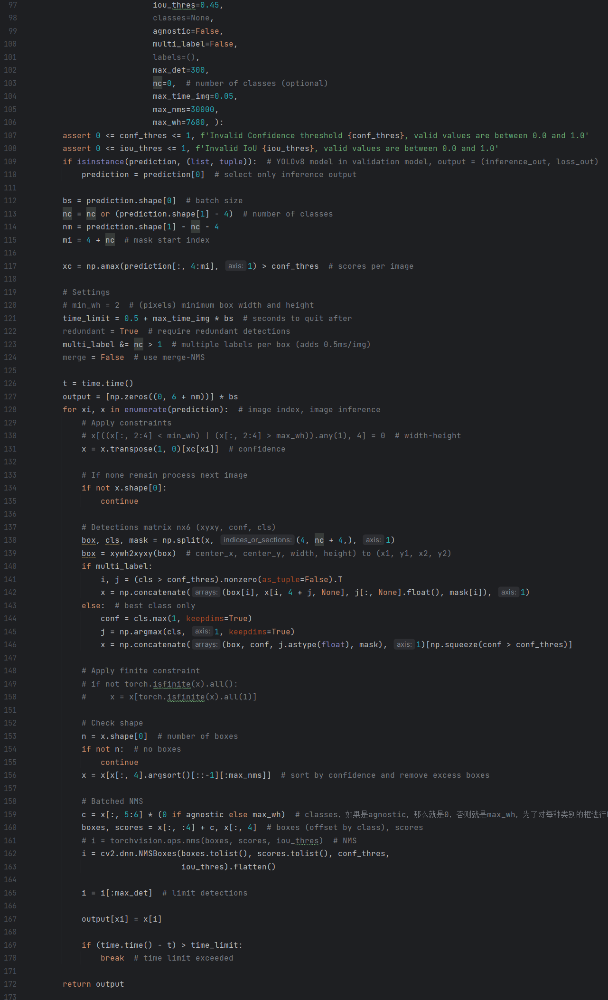 97 iou_thres=0.45,
98 classes=None,
99 agnostic=False,
100 multi_label=False,
101 labels=(),
102 max_det=300,
103 nc=0,  # number of classes (optional)
104 max_time_img=0.05,
105 max_nms=30000,
106 max_wh=7680, ):
107 assert 0 <= conf_thres <= 1, f'Invalid Confidence threshold {conf_thres}, valid values are between 0.0 and 1.0'
108 assert 0 <= iou_thres <= 1, f'Invalid IoU {iou_thres}, valid values are between 0.0 and 1.0'
109 if isinstance(prediction, (list, tuple)):  # YOLOv8 model in validation model, output = (inference_out, loss_out)
110 prediction = prediction[0]  # select only inference output
111
112 bs = prediction.shape[0]  # batch size
113 nc = nc or (prediction.shape[1] - 4)  # number of classes
114 nm = prediction.shape[1] - nc - 4
115 mi = 4 + nc  # mask start index
116
117 xc = np.amax(prediction[:, 4:mi], axis: 1) > conf_thres  # scores per image
118
119 # Settings
120 # min_wh = 2  # (pixels) minimum box width and height
121 time_limit = 0.5 + max_time_img * bs  # seconds to quit after
122 redundant = True  # require redundant detections
123 multi_label &= nc > 1  # multiple labels per box (adds 0.5ms/img)
124 merge = False  # use merge-NMS
125
126 t = time.time()
127 output = [np.zeros((0, 6 + nm))] * bs
128 for xi, x in enumerate(prediction):  # image index, image inference
129 # Apply constraints
130 # x[((x[:, 2:4] < min_wh) | (x[:, 2:4] > max_wh)).any(1), 4] = 0  # width-height
131 x = x.transpose(1, 0)[xc[xi]]  # confidence
132
133 # If none remain process next image
134 if not x.shape[0]:
135 continue
136
137 # Detections matrix nx6 (xyxy, conf, cls)
138 box, cls, mask = np.split(x, indices_or_sections: (4, nc + 4,), axis: 1)
139 box = xywh2xyxy(box)  # center_x, center_y, width, height) to (x1, y1, x2, y2)
140 if multi_label:
141 i, j = (cls > conf_thres).nonzero(as_tuple=False).T
142 x = np.concatenate( arrays: (box[i], x[i, 4 + j, None], j[:, None].float(), mask[i]), axis: 1)
143 else:  # best class only
144 conf = cls.max(1, keepdims=True)
145 j = np.argmax(cls, axis: 1, keepdims=True)
146 x = np.concatenate( arrays: (box, conf, j.astype(float), mask), axis: 1)[np.squeeze(conf > conf_thres)]
147
148 # Apply finite constraint
149 # if not torch.isfinite(x).all():
150 #     x = x[torch.isfinite(x).all(1)]
151
152 # Check shape
153 n = x.shape[0]  # number of boxes
154 if not n:  # no boxes
155 continue
156 x = x[x[:, 4].argsort()[::-1][:max_nms]]  # sort by confidence and remove excess boxes
157
158 # Batched NMS
159 c = x[:, 5:6] * (0 if agnostic else max_wh)  # classes，如果是agnostic，那么就是0，否则就是max_wh，为了对每种类别的框进行
160 boxes, scores = x[:, :4] + c, x[:, 4]  # boxes (offset by class), scores
161 # i = torchvision.ops.nms(boxes, scores, iou_thres)  # NMS
162 i = cv2.dnn.NMSBoxes(boxes.tolist(), scores.tolist(), conf_thres,
163 iou_thres).flatten()
164
165 i = i[:max_det]  # limit detections
166
167 output[xi] = x[i]
168
169 if (time.time() - t) > time_limit:
170 break  # time limit exceeded
171
172 return output
173